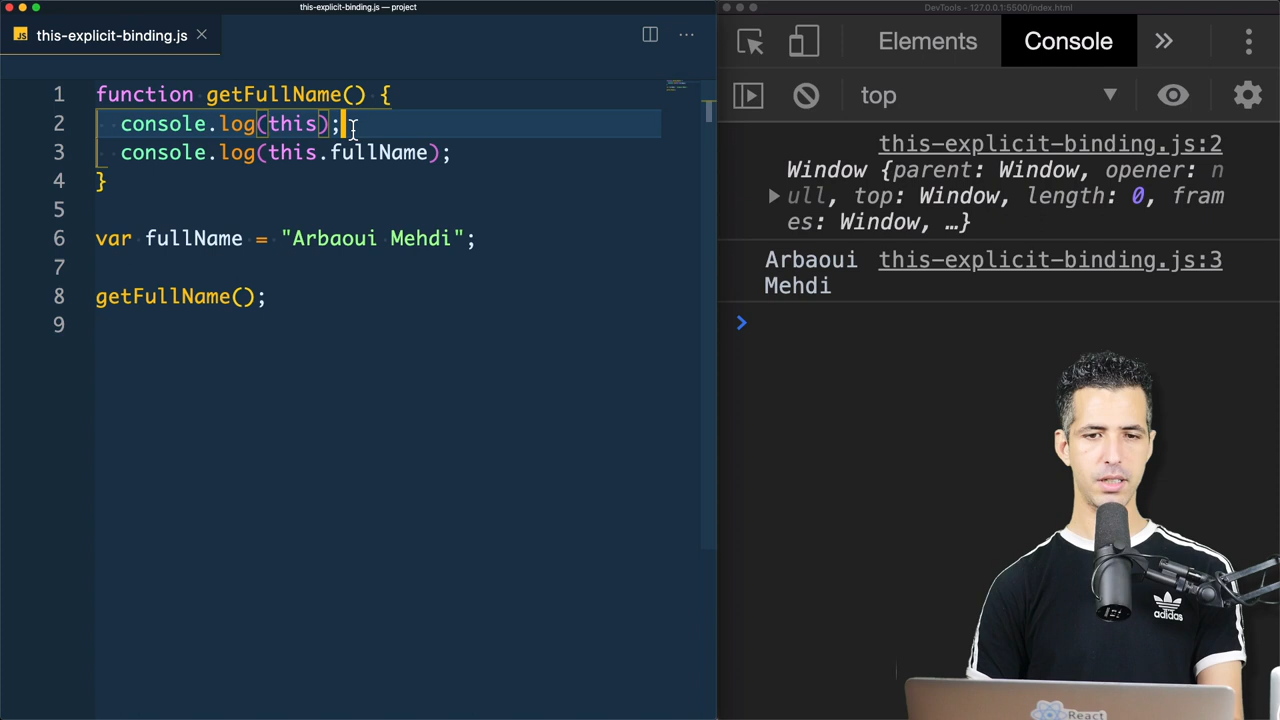 this-explicit-binding.js — project
JS this-explicit-binding.js
1 function getFullName() {
2 console.log(this);
3 console.log(this.fullName);
4 }
5
6 var fullName = "Arbaoui Mehdi";
7
8 getFullName();
9
DevTools - 127.0.0.1:5500/index.html
Elements Console
top
this-explicit-binding.js:2
Window {parent: Window, opener: n
ull, top: Window, length: 0, fram
es: Window, …}
Arbaoui this-explicit-binding.js:3
Mehdi
adidas
React